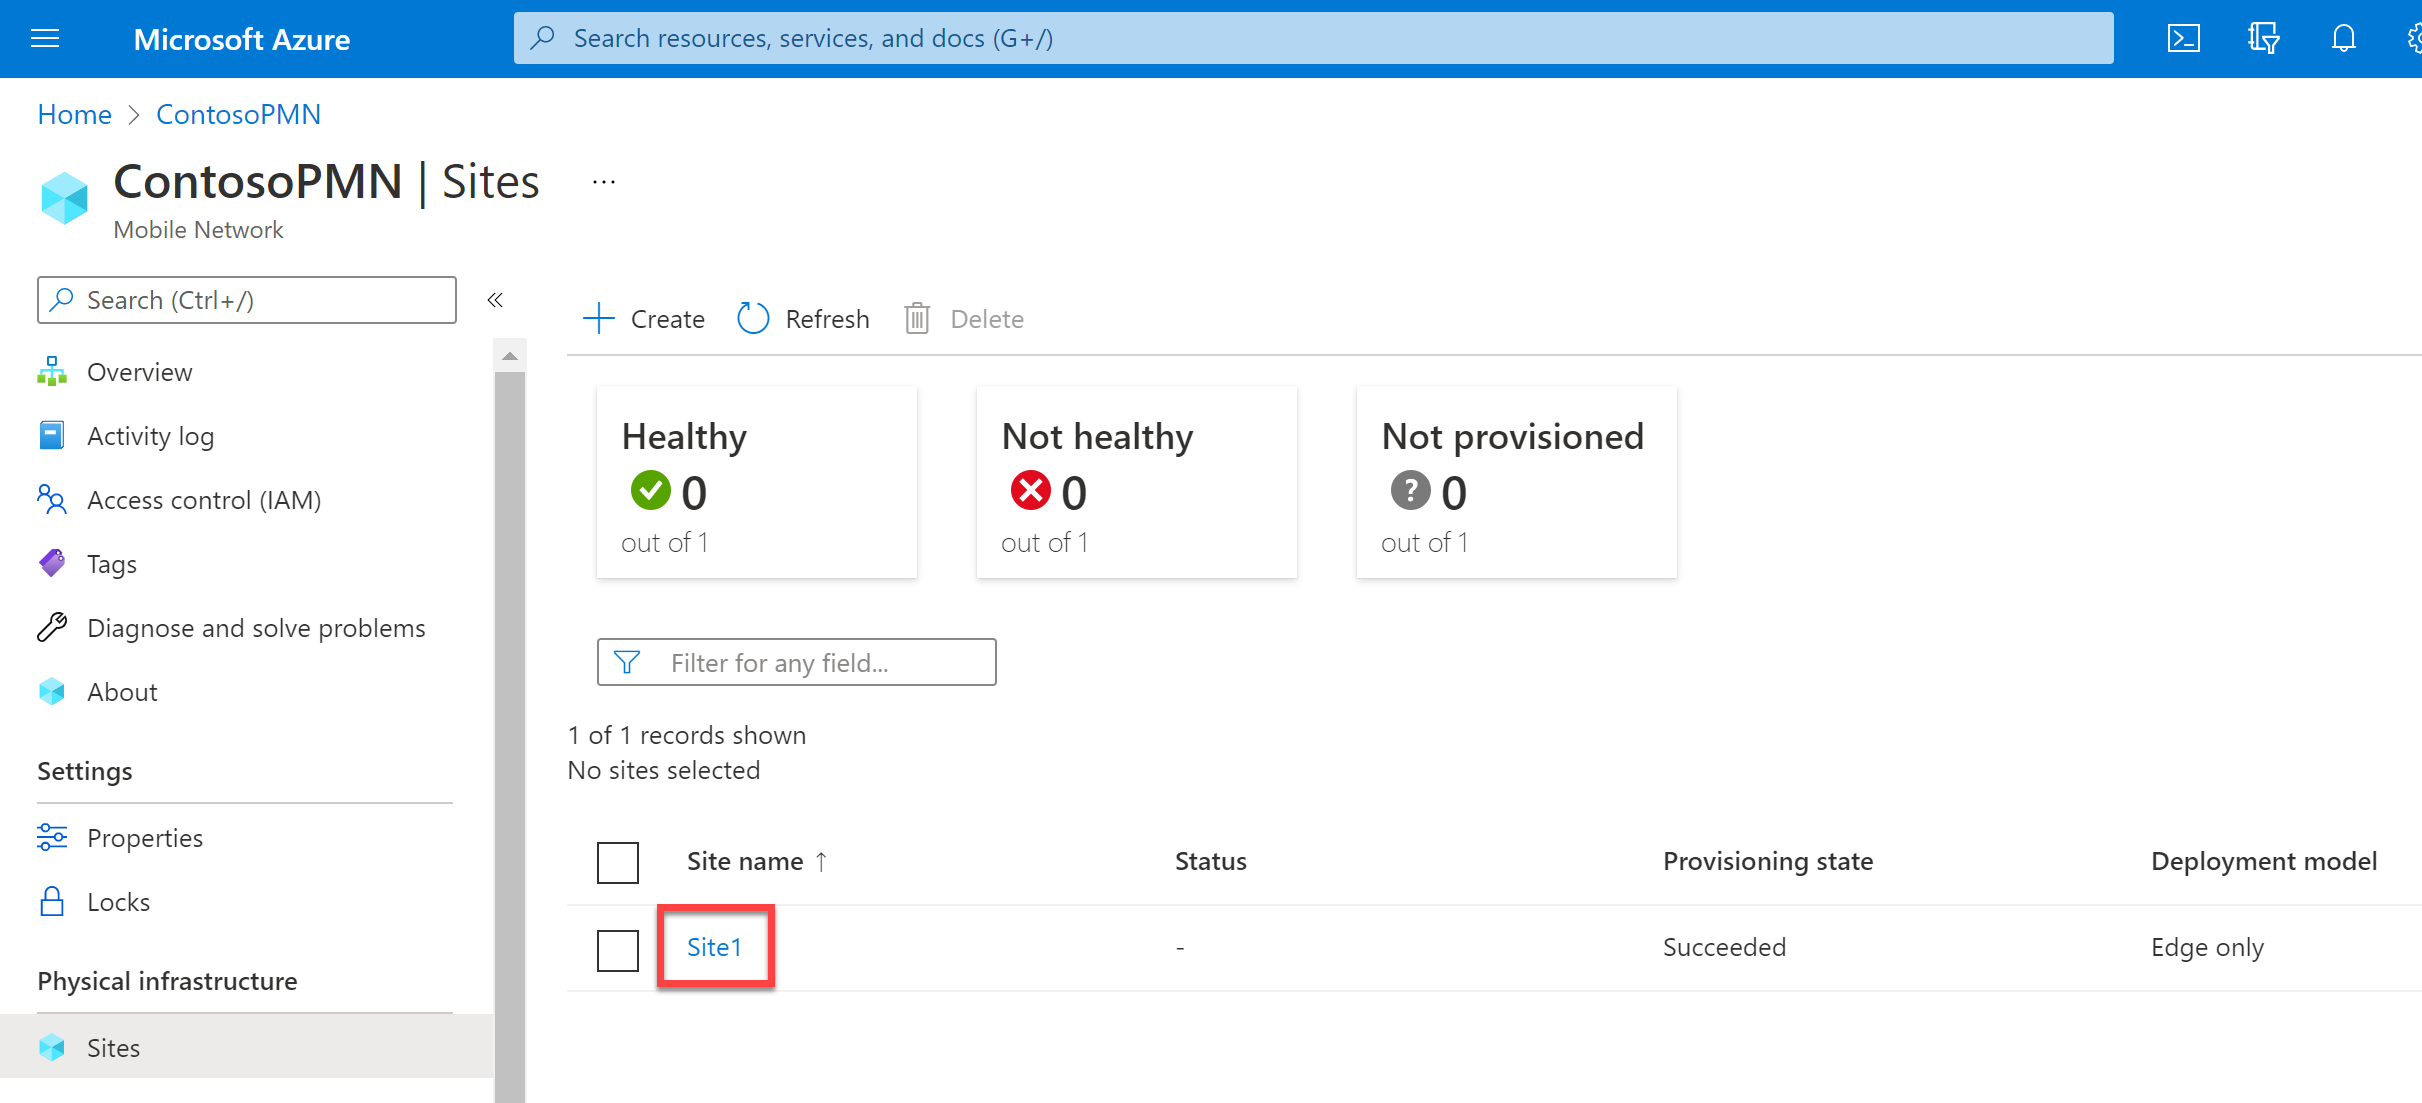 Microsoft Azure
Search resources, services, and docs (G+/)
Home > ContosoPMN
ContosoPMN | Sites ...
Mobile Network
Search (Ctrl+/)
«
Overview
Activity log
Access control (IAM)
Tags
Diagnose and solve problems
About
Settings
Properties
Locks
Physical infrastructure
Sites
Create Refresh Delete
Healthy
0
out of 1
Not healthy
0
out of 1
Not provisioned
? 0
out of 1
Filter for any field...
1 of 1 records shown
No sites selected
Site name ↑ Status Provisioning state Deployment model
Site1 - Succeeded Edge only